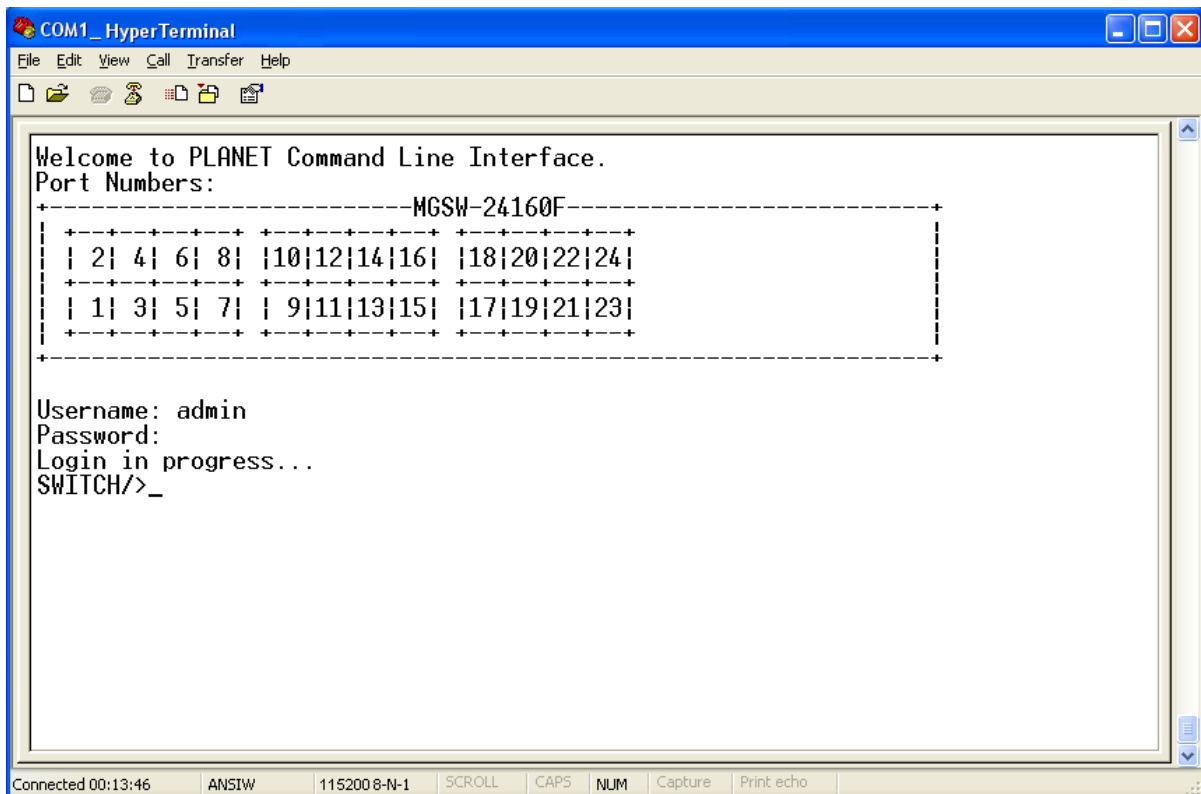 COM1_ HyperTerminal
File Edit View Call Transfer Help
Welcome to PLANET Command Line Interface.
Port Numbers:
+--------------------------MGSW-24160F--------------------------+
| +--+--+--+--+ +--+--+--+--+ +--+--+--+--+ |
| | 2| 4| 6| 8| |10|12|14|16| |18|20|22|24| |
| +--+--+--+--+ +--+--+--+--+ +--+--+--+--+ |
| | 1| 3| 5| 7| | 9|11|13|15| |17|19|21|23| |
| +--+--+--+--+ +--+--+--+--+ +--+--+--+--+ |
+---------------------------------------------------------------+
Username: admin
Password:
Login in progress...
SWITCH/>_
Connected 00:13:46 ANSIW 115200 8-N-1 SCROLL CAPS NUM Capture Print echo